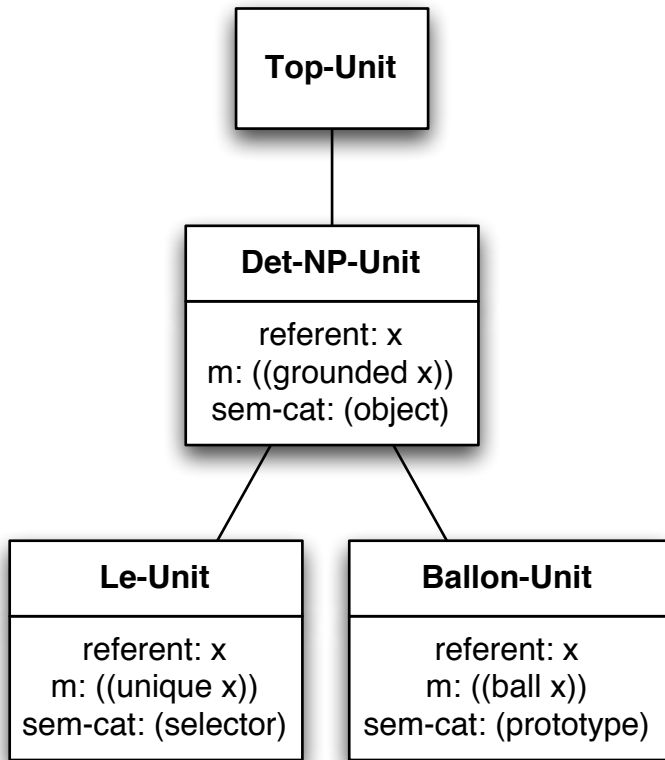 Top-Unit
Det-NP-Unit
referent: x
m: ((grounded x))
sem-cat: (object)
Le-Unit
referent: x
m: ((unique x))
sem-cat: (selector)
Ballon-Unit
referent: x
m: ((ball x))
sem-cat: (prototype)